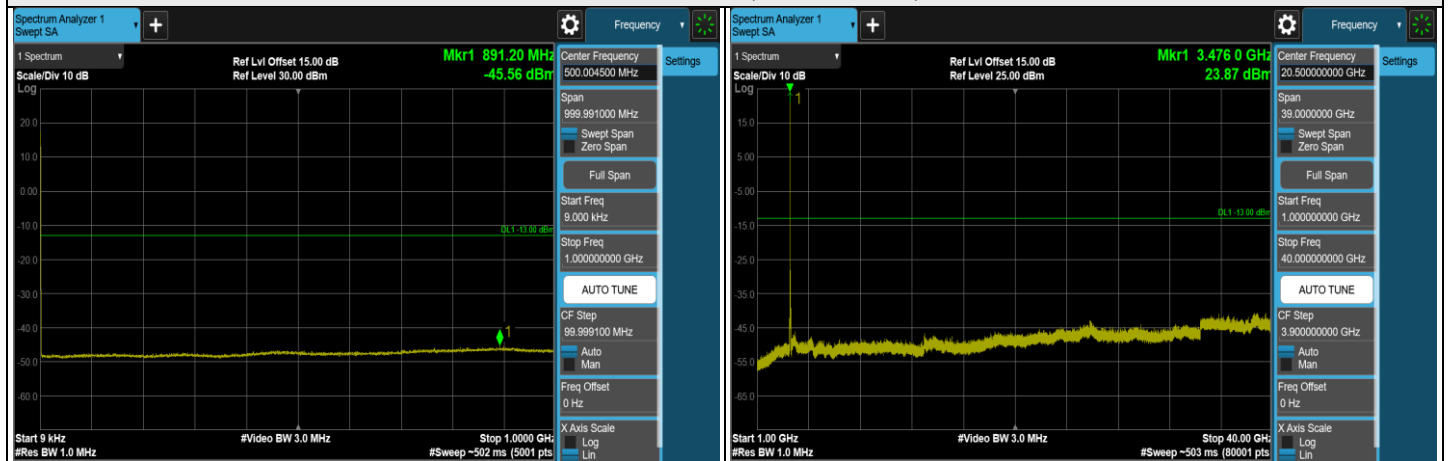 Spectrum Analyzer 1
Swept SA
+
Frequency
1 Spectrum
Scale/Div 10 dB
Log
Ref Lvl Offset 15.00 dB
Ref Level 30.00 dBm
Mkr1 891.20 MHz
-45.56 dBm
20.0
10.0
0.00
-10.0
-20.0
-30.0
-40.0
-50.0
-60.0
DL1 -13.00 dBm
1
Start 9 kHz
#Res BW 1.0 MHz
#Video BW 3.0 MHz
Stop 1.0000 GHz
#Sweep ~502 ms (5001 pts
Center Frequency
500.004500 MHz
Settings
Span
999.991000 MHz
Swept Span
Zero Span
Full Span
Start Freq
9.000 kHz
Stop Freq
1.000000000 GHz
AUTO TUNE
CF Step
99.999100 MHz
Auto
Man
Freq Offset
0 Hz
X Axis Scale
Log
Lin
Spectrum Analyzer 1
Swept SA
+
Frequency
1 Spectrum
Scale/Div 10 dB
Log
Ref Lvl Offset 15.00 dB
Ref Level 25.00 dBm
Mkr1 3.476 0 GHz
23.87 dBm
1
15.0
5.00
-5.00
-15.0
-25.0
-35.0
-45.0
-55.0
-65.0
DL1 -13.00 dBm
Start 1.00 GHz
#Res BW 1.0 MHz
#Video BW 3.0 MHz
Stop 40.00 GHz
#Sweep ~503 ms (80001 pts
Center Frequency
20.500000000 GHz
Settings
Span
39.0000000 GHz
Swept Span
Zero Span
Full Span
Start Freq
1.000000000 GHz
Stop Freq
40.000000000 GHz
AUTO TUNE
CF Step
3.900000000 GHz
Auto
Man
Freq Offset
0 Hz
X Axis Scale
Log
Lin